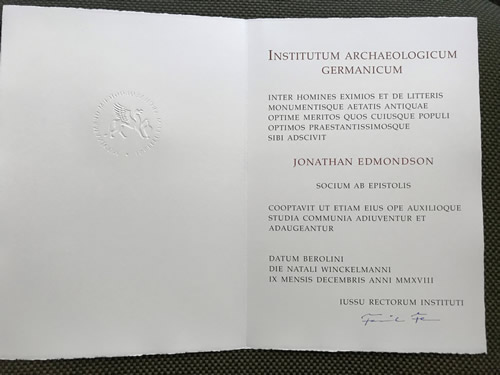 INSTITUTUM ARCHAEOLOGICUM
GERMANICUM
INTER HOMINES EXIMIOS ET DE LITTERIS
MONUMENTISQUE AETATIS ANTIQUAE
OPTIME MERITOS QUOS CUIUSQUE POPULI
OPTIMOS PRAESTANTISSIMOSQUE
SIBI ADSCIVIT
JONATHAN EDMONDSON
SOCIUM AB EPISTOLIS
COOPTAVIT UT ETIAM EIUS OPE AUXILIOQUE
STUDIA COMMUNIA ADIUVENTUR ET
ADAUGEANTUR
DATUM BEROLINI
DIE NATALI WINCKELMANNI
IX MENSIS DECEMBRIS ANNI MMXVIII
IUSSU RECTORUM INSTITUTI